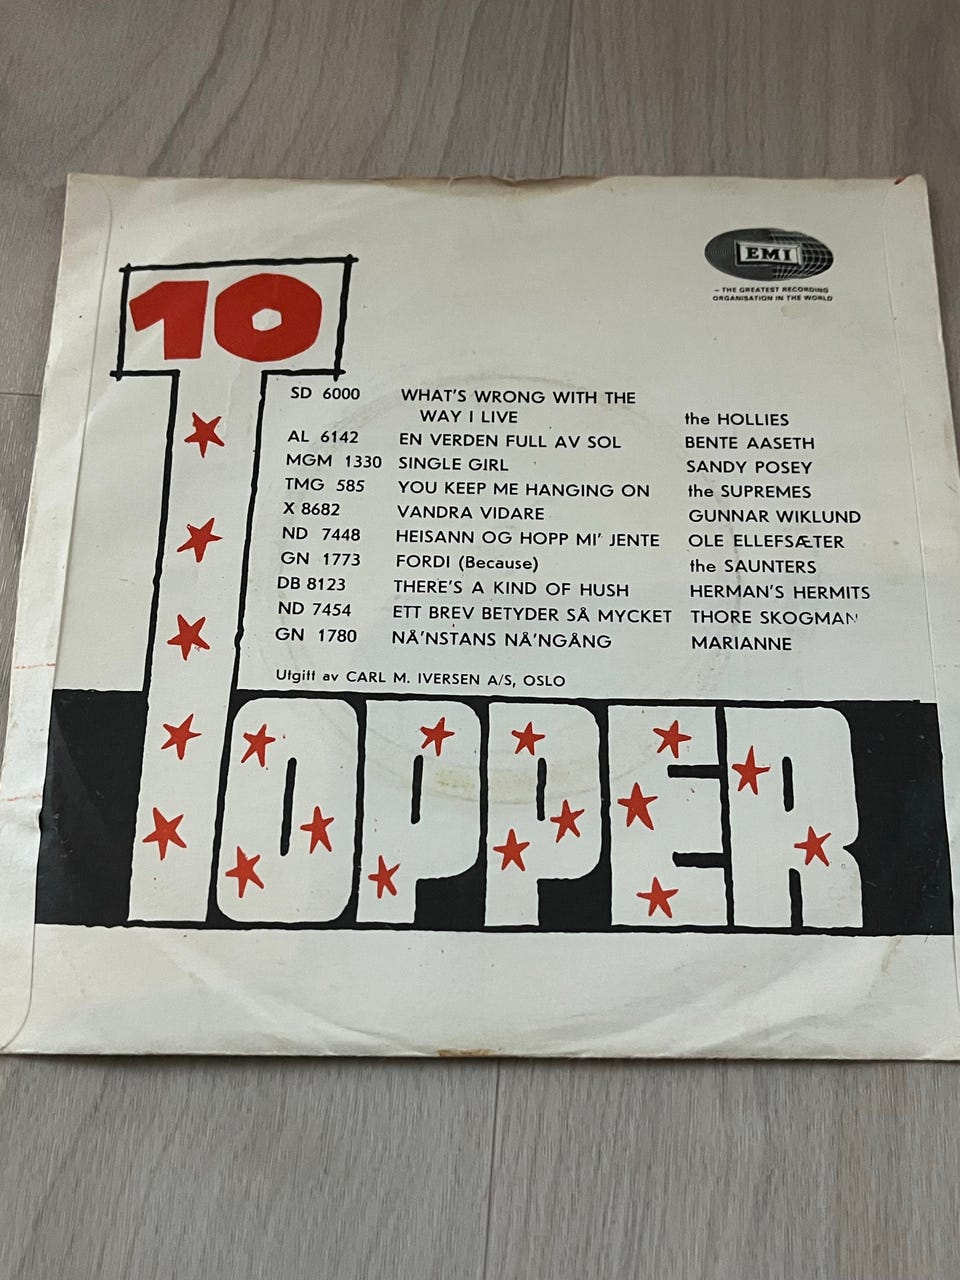 EMI
— THE GREATEST RECORDING
ORGANISATION IN THE WORLD
10
SD 6000 WHAT'S WRONG WITH THE
WAY I LIVE the HOLLIES
AL 6142 EN VERDEN FULL AV SOL BENTE AASETH
MGM 1330 SINGLE GIRL SANDY POSEY
TMG 585 YOU KEEP ME HANGING ON the SUPREMES
X 8682 VANDRA VIDARE GUNNAR WIKLUND
ND 7448 HEISANN OG HOPP MI' JENTE OLE ELLEFSÆTER
GN 1773 FORDI (Because) the SAUNTERS
DB 8123 THERE'S A KIND OF HUSH HERMAN'S HERMITS
ND 7454 ETT BREV BETYDER SÅ MYCKET THORE SKOGMAN
GN 1780 NÅ'NSTANS NÅ'NGÅNG MARIANNE
Utgitt av CARL M. IVERSEN A/S, OSLO
TOPPER